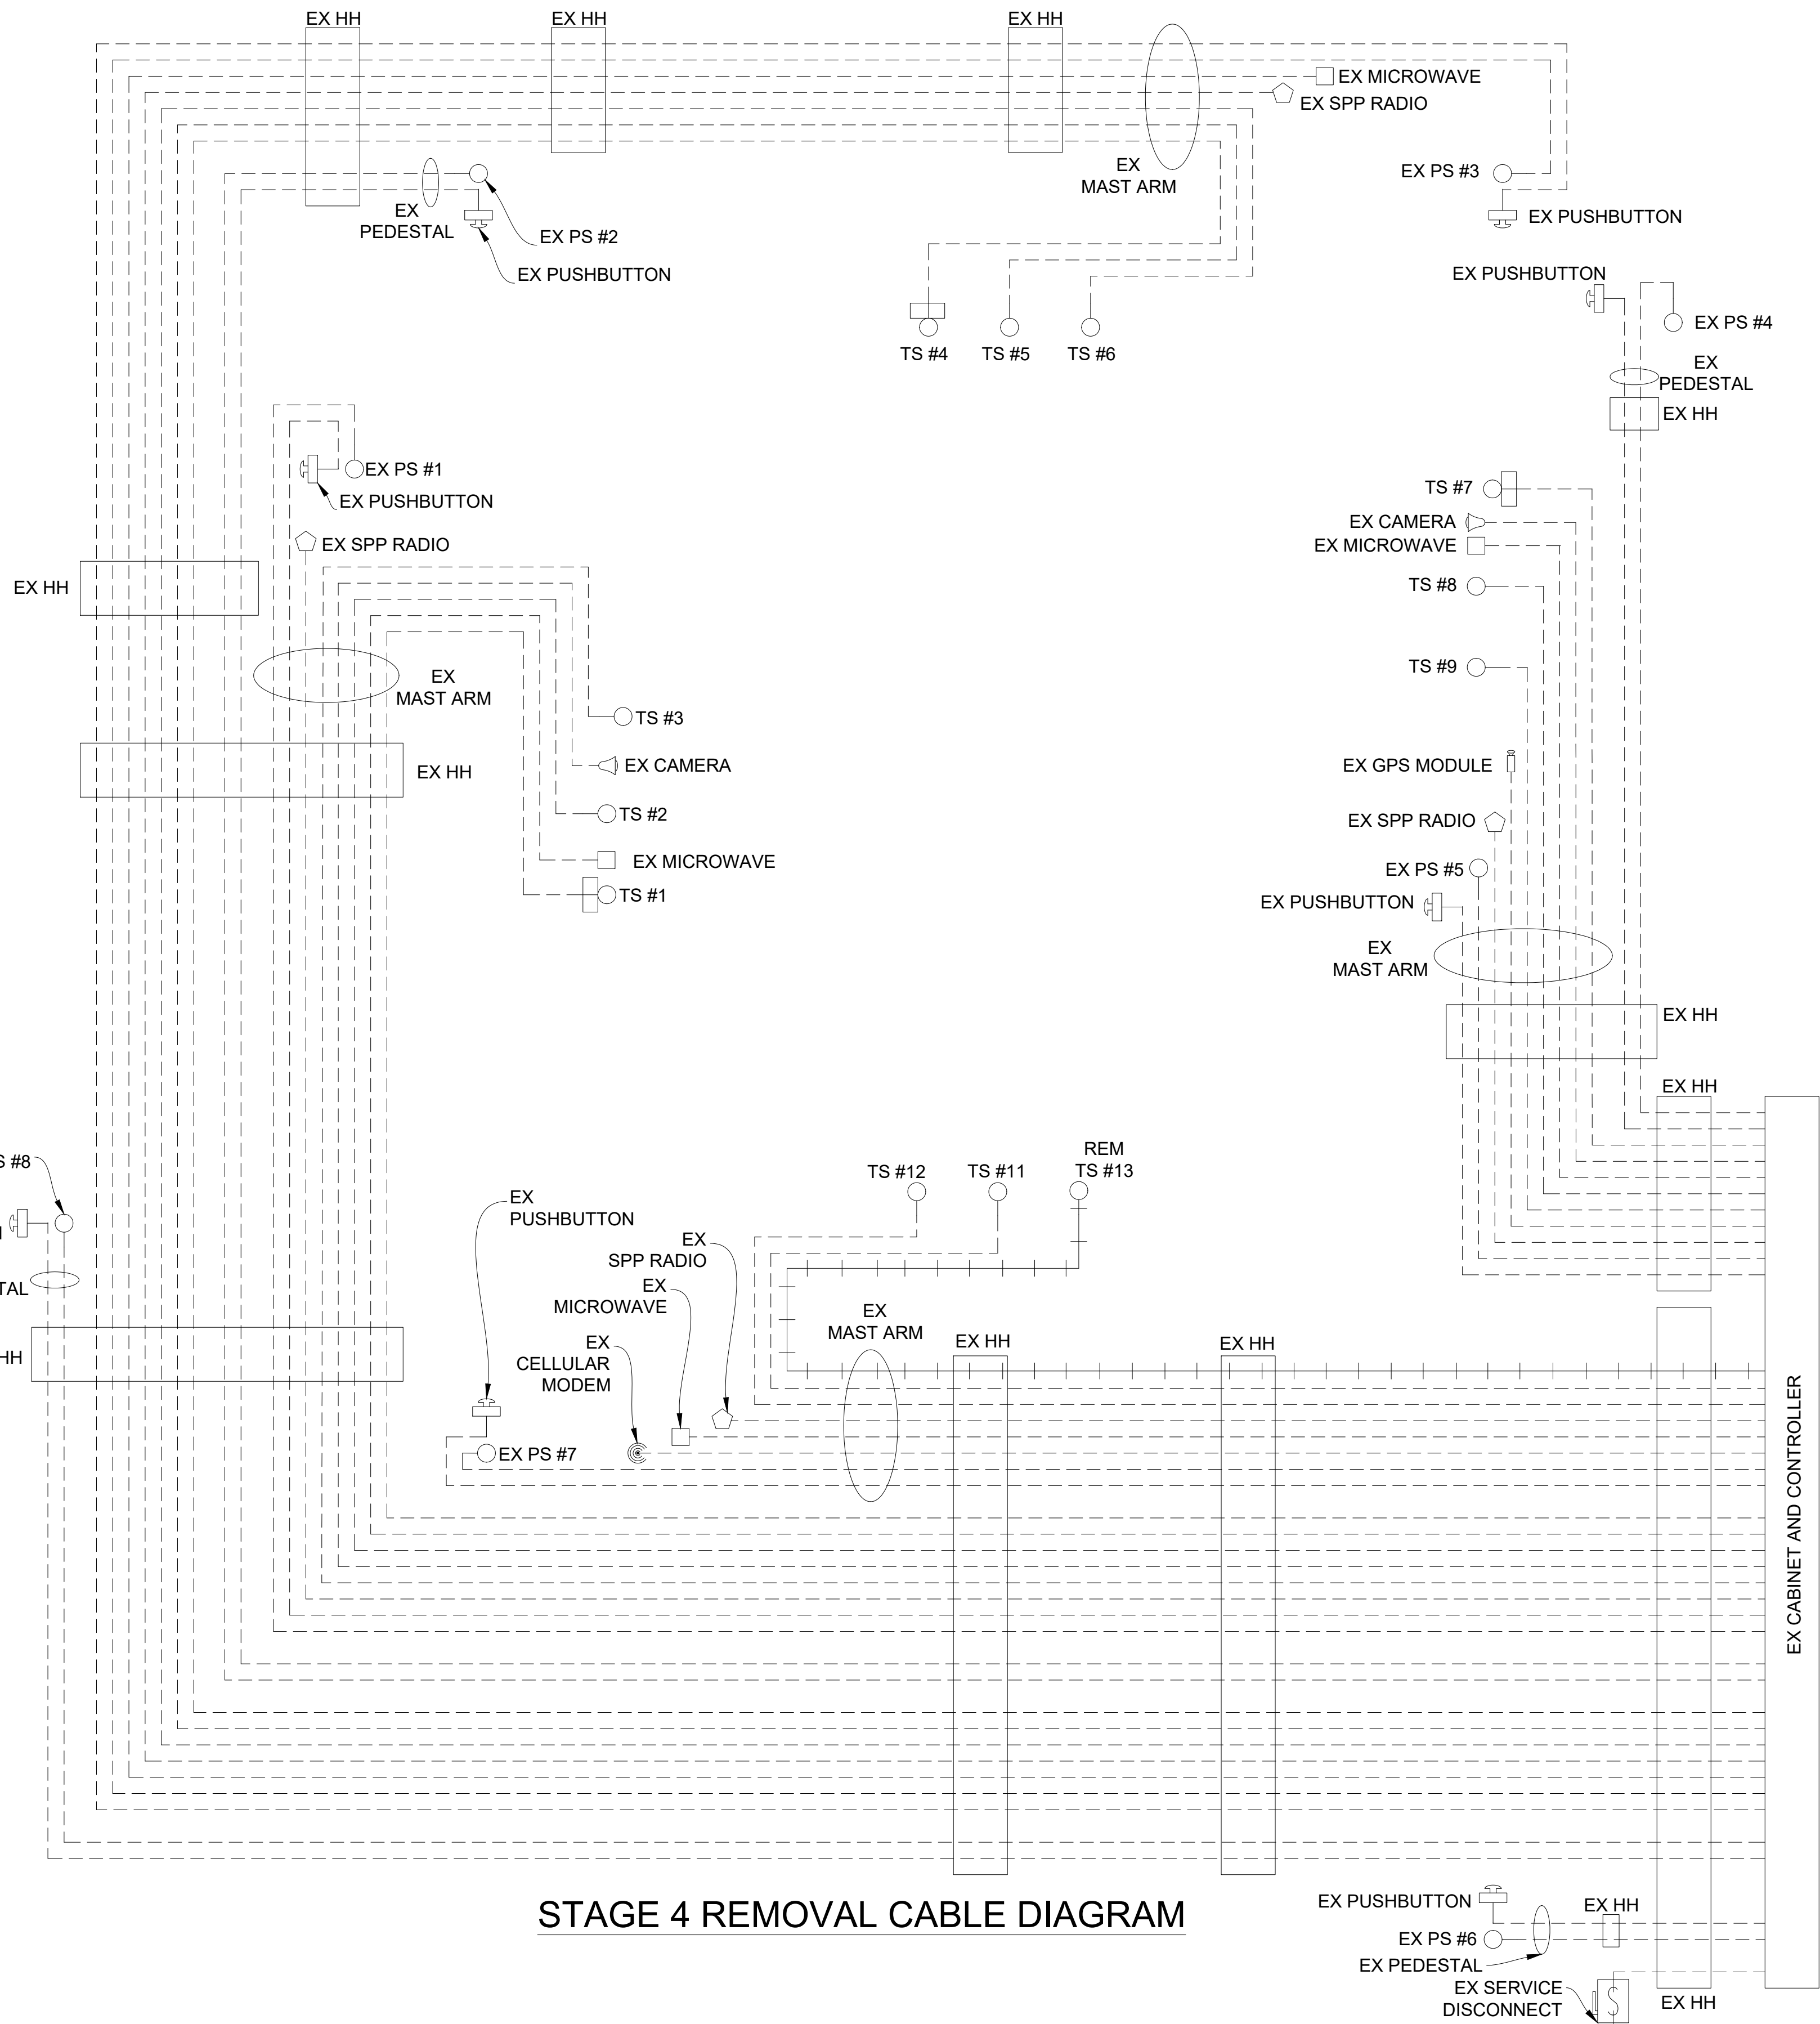 EX HH
EX HH
EX HH
EX MICROWAVE
EX SPP RADIO
EX
MAST ARM
EX PS #3
EX PUSHBUTTON
EX
PEDESTAL
EX PS #2
EX PUSHBUTTON
EX PUSHBUTTON
EX PS #4
TS #4
TS #5
TS #6
EX
PEDESTAL
EX HH
EX PS #1
EX PUSHBUTTON
EX SPP RADIO
EX HH
TS #7
EX CAMERA
EX MICROWAVE
TS #8
TS #9
EX
MAST ARM
TS #3
EX HH
EX CAMERA
TS #2
EX MICROWAVE
TS #1
EX GPS MODULE
EX SPP RADIO
EX PS #5
EX PUSHBUTTON
EX
MAST ARM
EX HH
EX HH
S #8
TAL
HH
EX
PUSHBUTTON
EX
SPP RADIO
EX
MICROWAVE
EX
CELLULAR
MODEM
TS #12
TS #11
REM
TS #13
EX
MAST ARM
EX HH
EX HH
EX PS #7
EX CABINET AND CONTROLLER
STAGE 4 REMOVAL CABLE DIAGRAM
EX PUSHBUTTON
EX HH
EX PS #6
EX PEDESTAL
EX SERVICE
DISCONNECT
S
EX HH